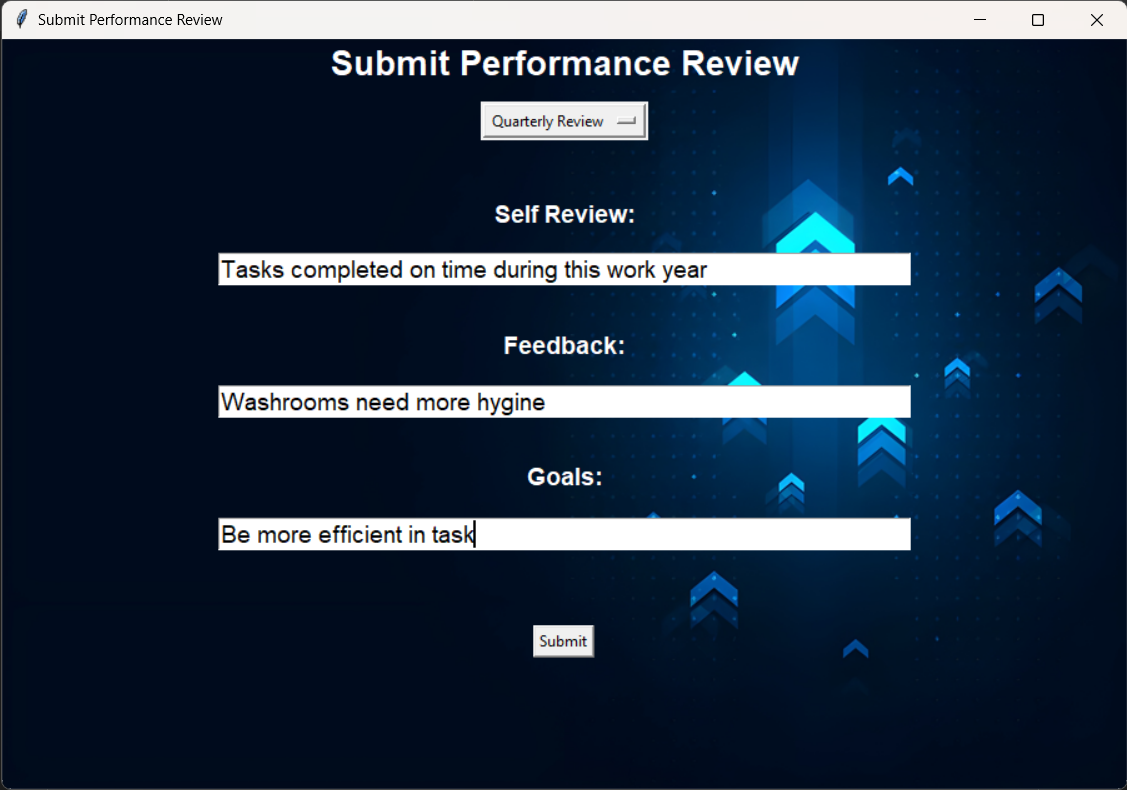 Submit Performance Review
Submit Performance Review
Quarterly Review
Self Review:
Tasks completed on time during this work year
Feedback:
Washrooms need more hygine
Goals:
Be more efficient in task
Submit